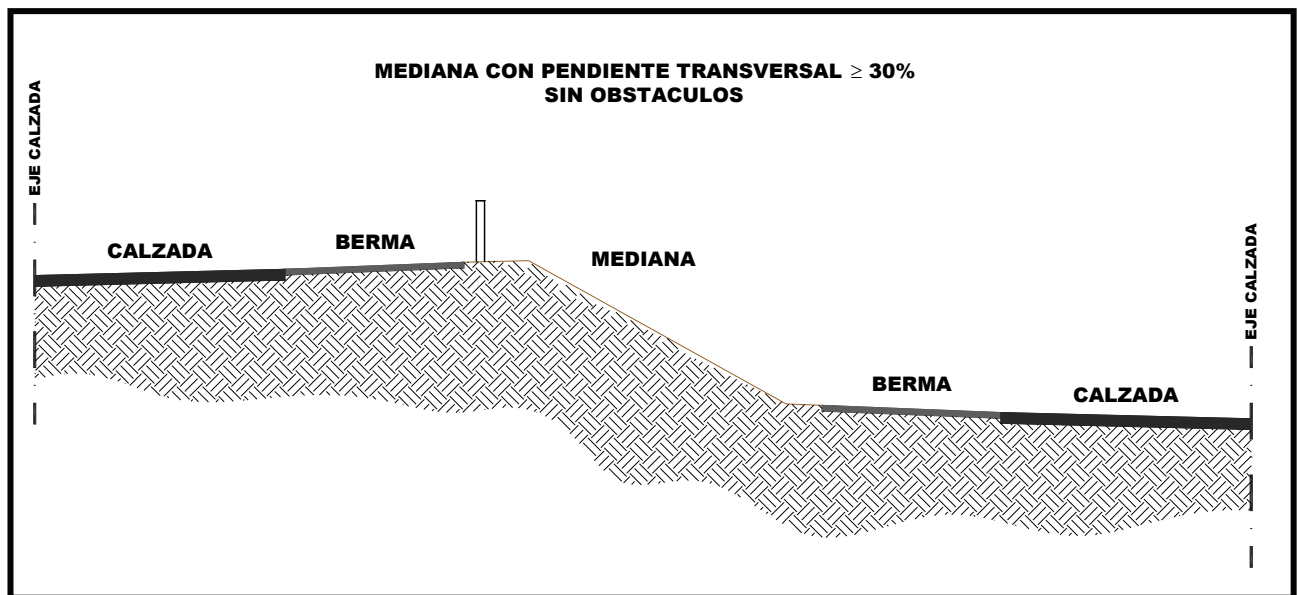 MEDIANA CON PENDIENTE TRANSVERSAL ≥ 30%
SIN OBSTACULOS
EJE CALZADA
CALZADA
BERMA
MEDIANA
BERMA
CALZADA
EJE CALZADA